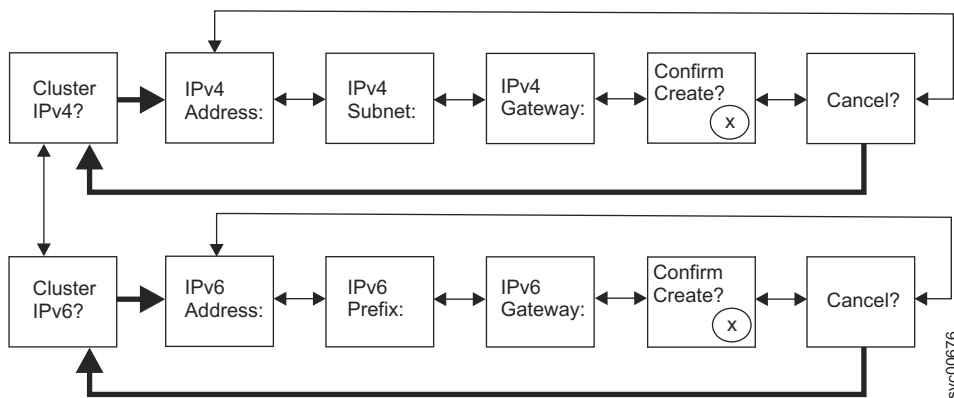 Cluster
IPv4?
IPv4
Address:
IPv4
Subnet:
IPv4
Gateway:
Confirm
Create?
x
Cancel?
Cluster
IPv6?
IPv6
Address:
IPv6
Prefix:
IPv6
Gateway:
Confirm
Create?
x
Cancel?
svc00676